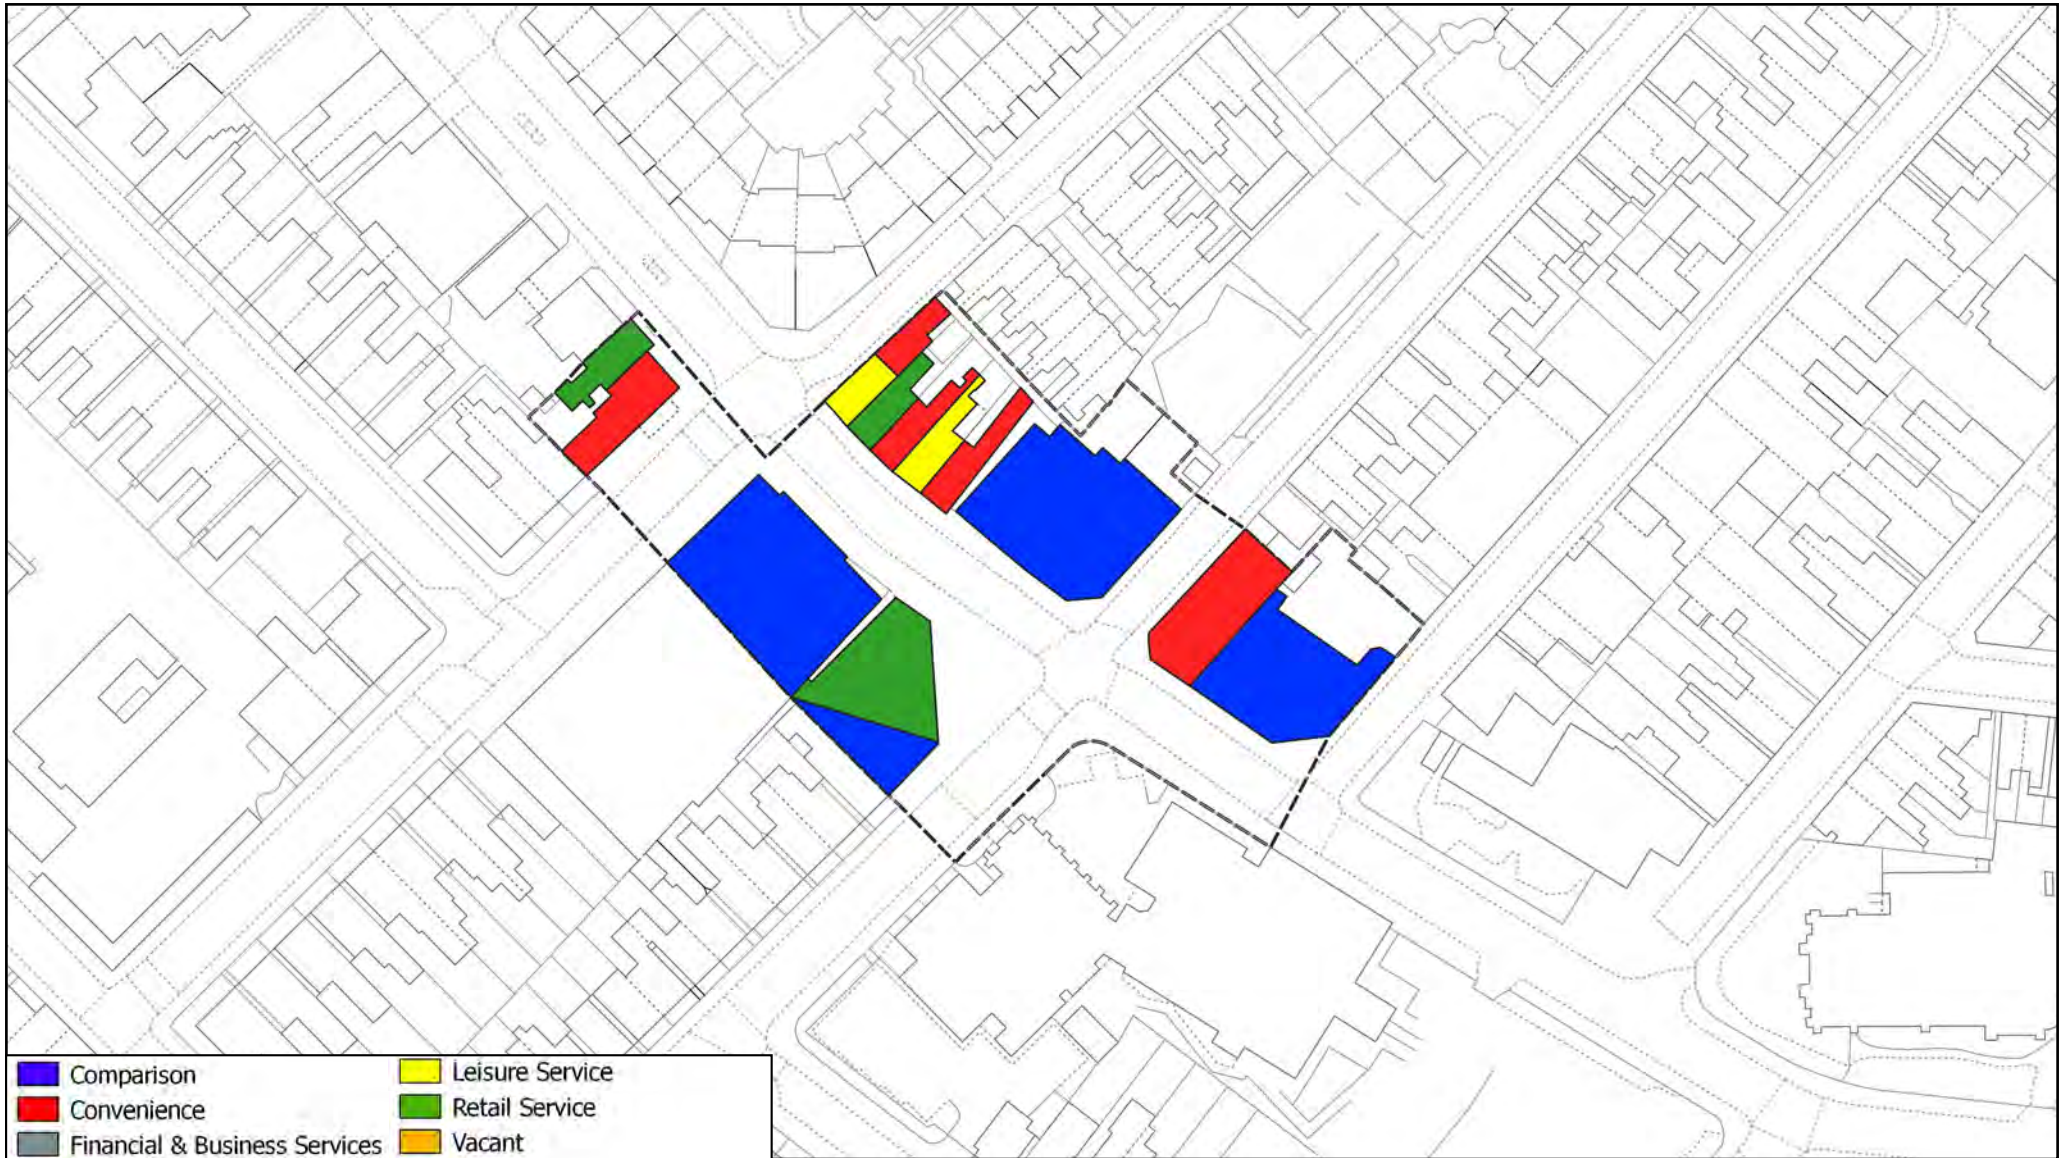 Comparison
Convenience
Financial & Business Services
Leisure Service
Retail Service
Vacant